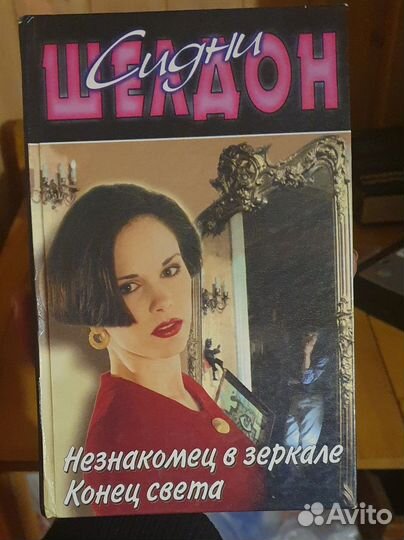 Сидни
ШЕЛДОН
Незнакомец в зеркале
Конец света
Avito